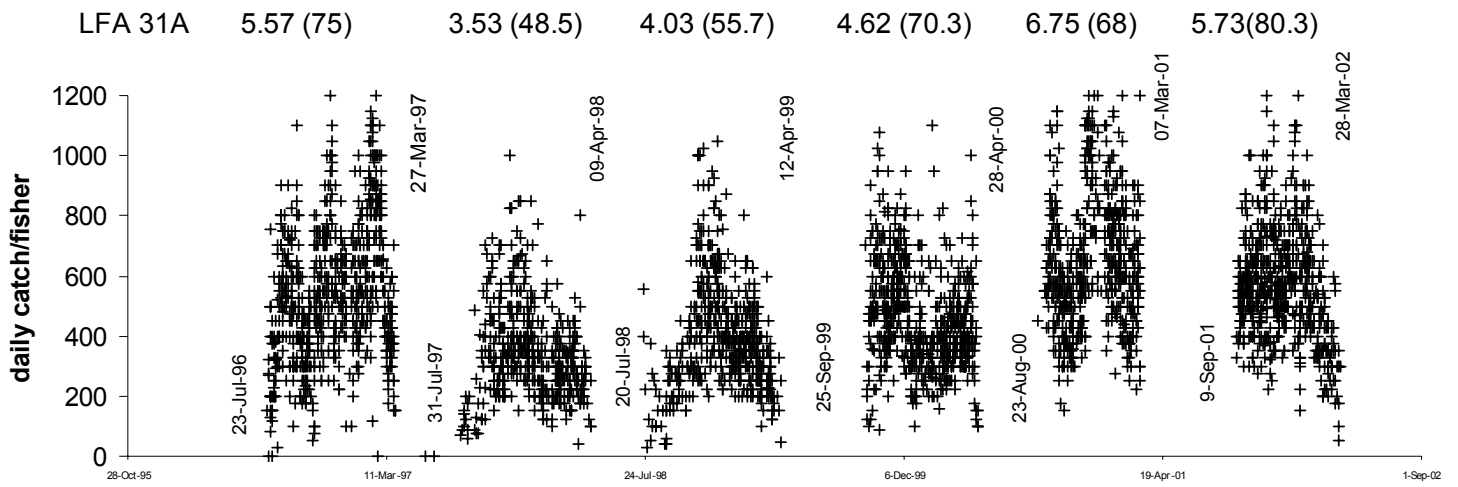 LFA 31A 5.57 (75) 3.53 (48.5) 4.03 (55.7) 4.62 (70.3) 6.75 (68) 5.73(80.3)
daily catch/fisher
1200
1000
800
600
400
200
0
23-Jul-96
27-Mar-97
31-Jul-97
09-Apr-98
20-Jul-98
12-Apr-99
25-Sep-99
28-Apr-00
23-Aug-00
07-Mar-01
9-Sep-01
28-Mar-02
28-Oct-95 11-Mar-97 24-Jul-98 6-Dec-99 19-Apr-01 1-Sep-02